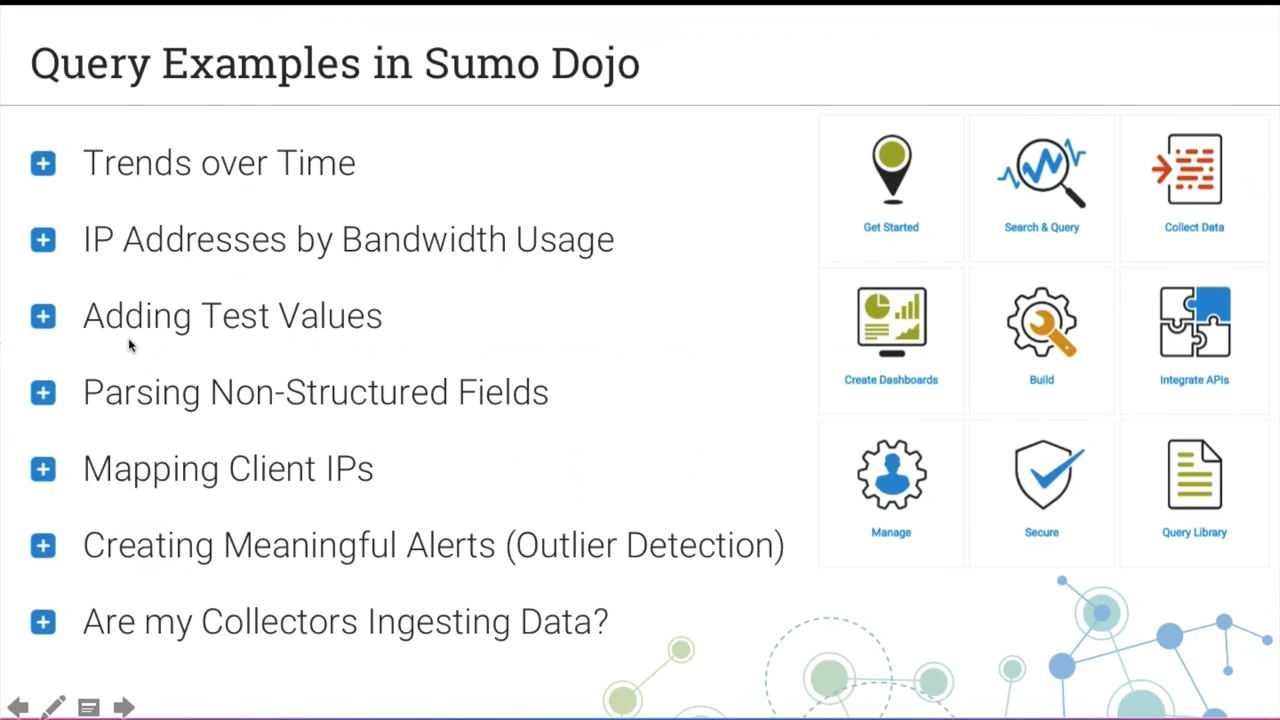 Query Examples in Sumo Dojo
Trends over Time
IP Addresses by Bandwidth Usage
Adding Test Values
Parsing Non-Structured Fields
Mapping Client IPs
Creating Meaningful Alerts (Outlier Detection)
Are my Collectors Ingesting Data?
Get Started
Search & Query
Collect Data
Create Dashboards
Build
Integrate APIs
Manage
Secure
Query Library